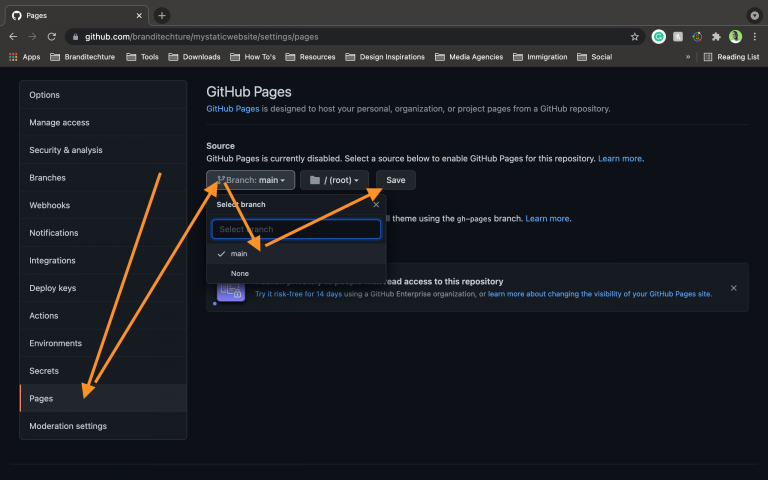 Pages
github.com/branditechture/mystaticwebsite/settings/pages
Apps Branditechture Tools Downloads How To's Resources Design Inspirations Media Agencies Immigration Social » Reading List
Options
Manage access
Security & analysis
Branches
Webhooks
Notifications
Integrations
Deploy keys
Actions
Environments
Secrets
Pages
Moderation settings
GitHub Pages
GitHub Pages is designed to host your personal, organization, or project pages from a GitHub repository.
Source
GitHub Pages is currently disabled. Select a source below to enable GitHub Pages for this repository. Learn more.
Branch: main / (root) Save
Select branch
theme using the gh-pages branch. Learn more.
Select branch
main
None
read access to this repository
Try it risk-free for 14 days using a GitHub Enterprise organization, or learn more about changing the visibility of your GitHub Pages site.